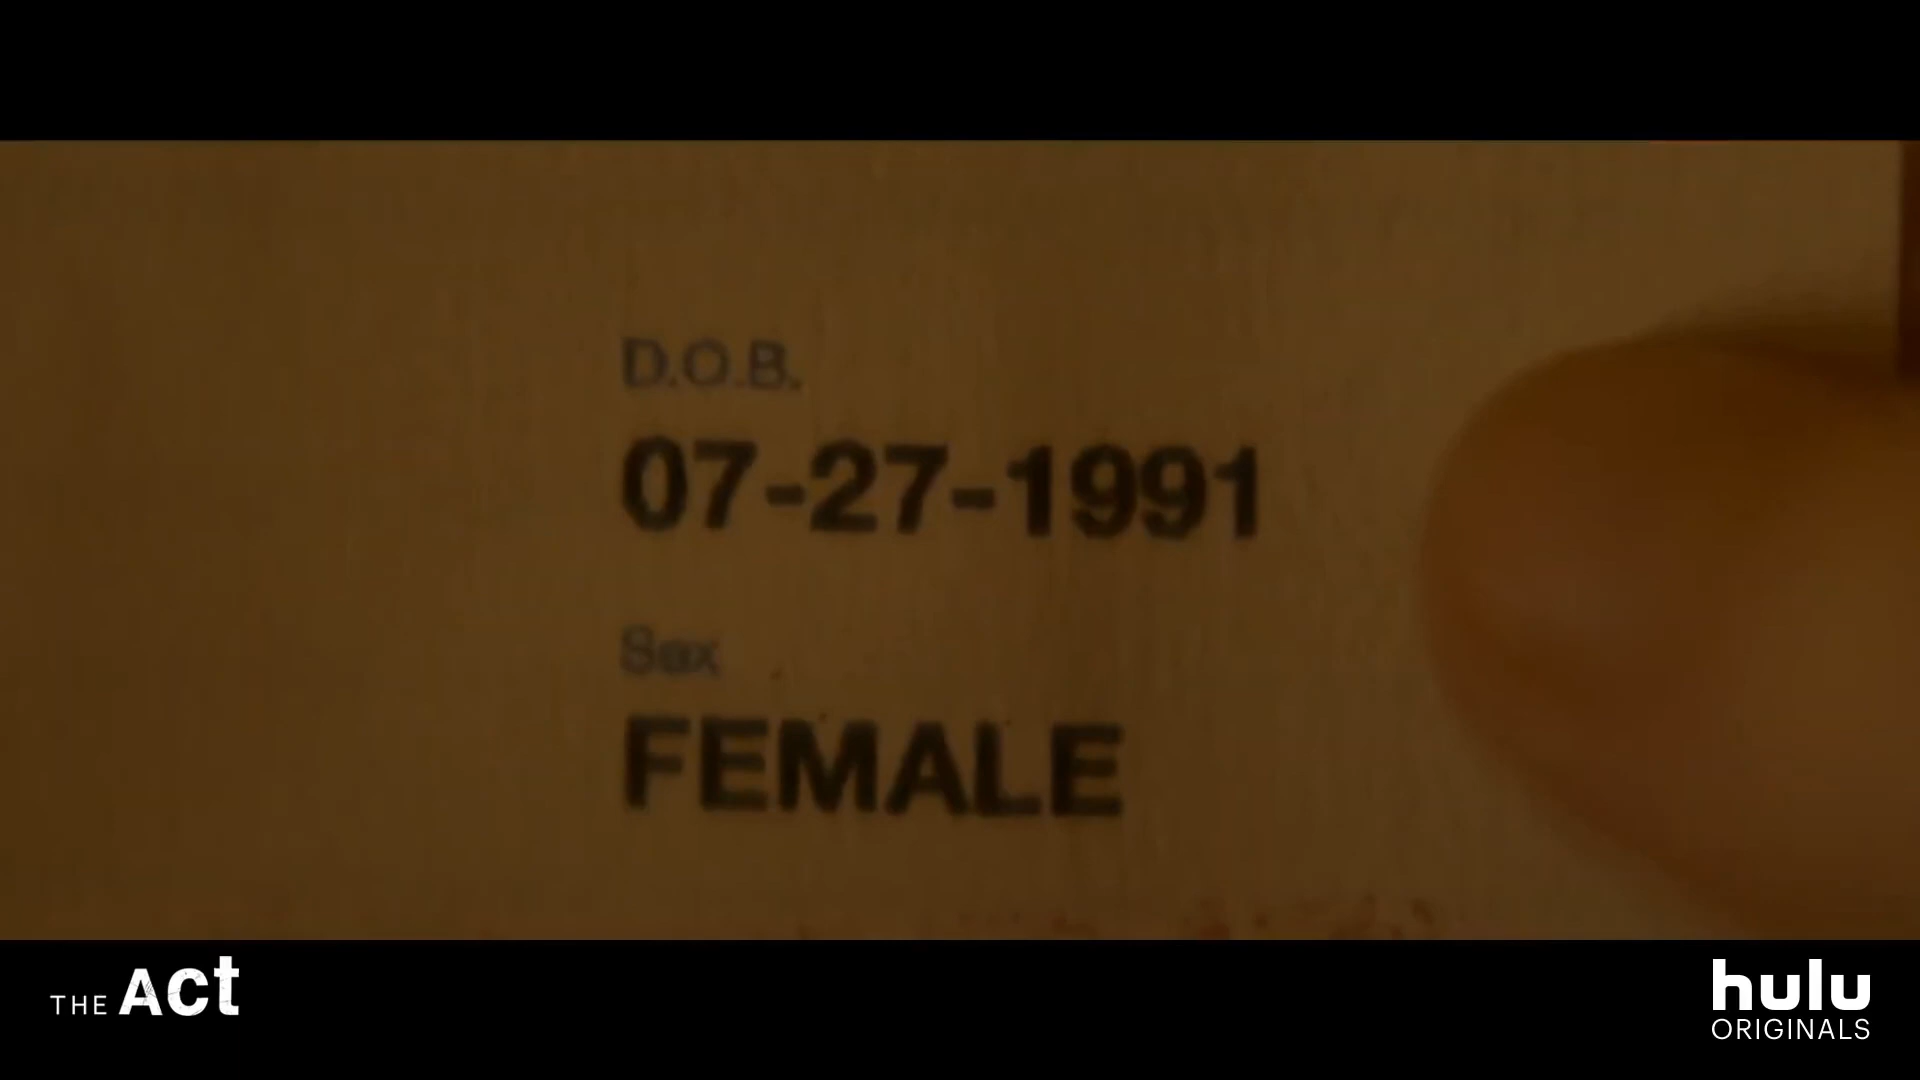 D.O.B.
07-27-1991
Sex
FEMALE
THE Act
hulu
ORIGINALS